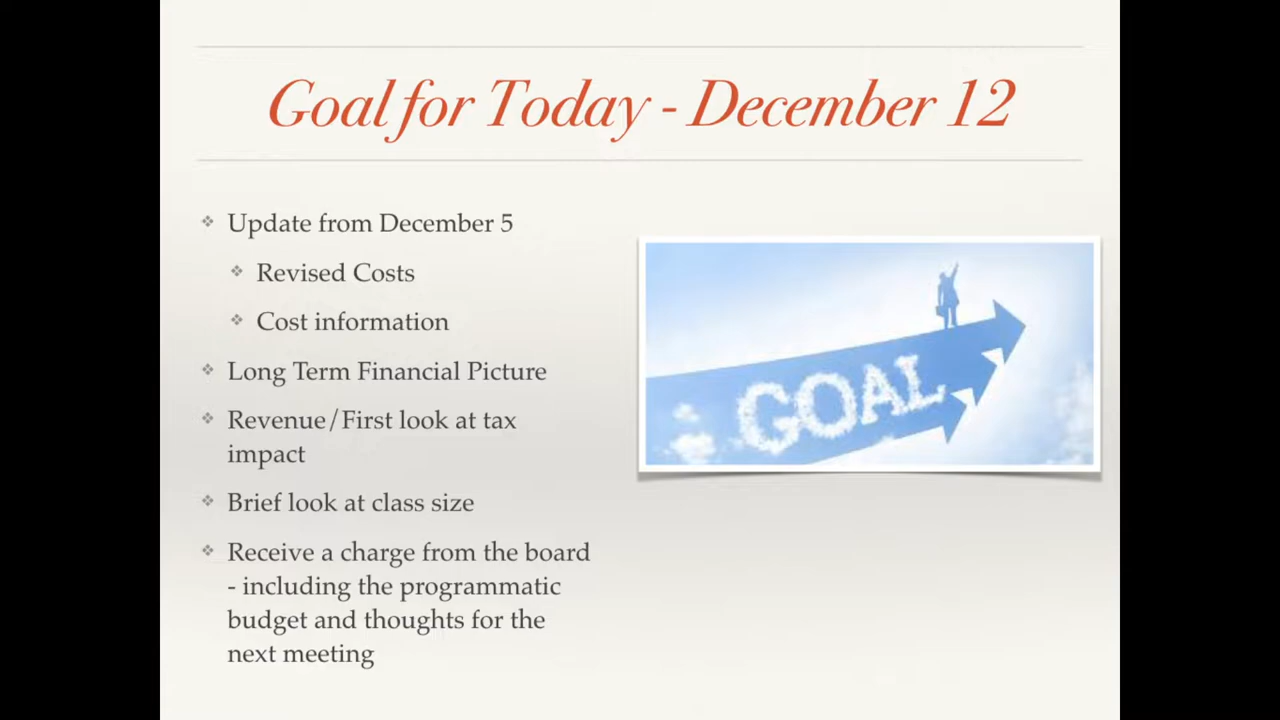 Goal for Today - December 12
Update from December 5
Revised Costs
Cost information
Long Term Financial Picture
Revenue/First look at tax
impact
Brief look at class size
Receive a charge from the board
- including the programmatic
budget and thoughts for the
next meeting
GOAL